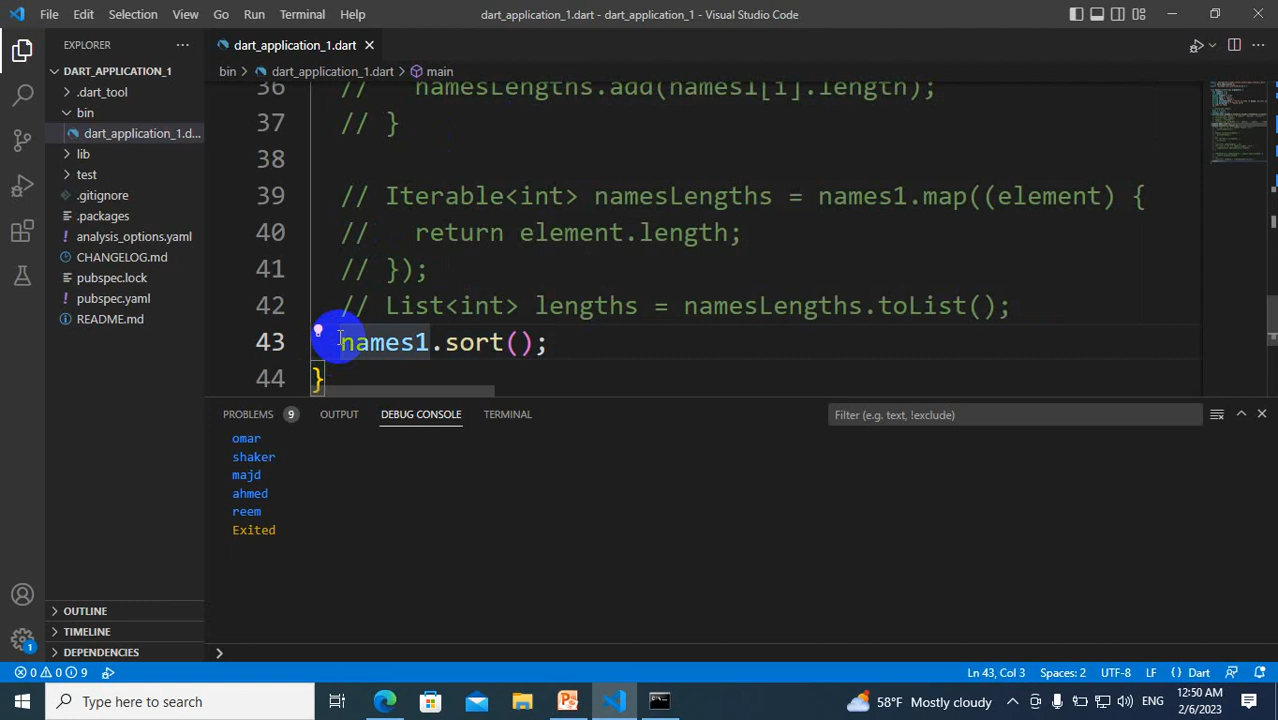 File Edit Selection View Go Run Terminal Help
dart_application_1.dart - dart_application_1 - Visual Studio Code
EXPLORER
DART_APPLICATION_1
.dart_tool
bin
dart_application_1.d...
lib
test
.gitignore
.packages
analysis_options.yaml
CHANGELOG.md
pubspec.lock
pubspec.yaml
README.md
OUTLINE
TIMELINE
DEPENDENCIES
dart_application_1.dart
bin > dart_application_1.dart > main
36 // namesLengths.add(names1[i].length);
37 // }
38
39 // Iterable<int> namesLengths = names1.map((element) {
40 // return element.length;
41 // });
42 // List<int> lengths = namesLengths.toList();
43 names1.sort();
44 }
PROBLEMS 9 OUTPUT DEBUG CONSOLE TERMINAL
Filter (e.g. text, !exclude)
omar
shaker
majd
ahmed
reem
Exited
1
0 0 9
Ln 43, Col 3 Spaces: 2 UTF-8 LF {} Dart
Type here to search
58°F Mostly cloudy
ENG
12:50 AM
2/6/2023